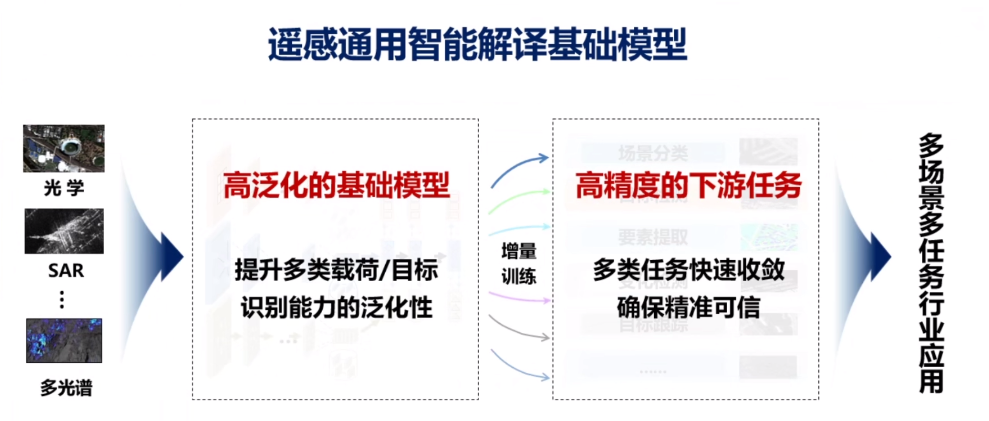 遥感通用智能解译基础模型
光学
SAR
多光谱
高泛化的基础模型
提升多类载荷/目标
识别能力的泛化性
增量
训练
场景分类
高精度的下游任务
要素提取
多类任务快速收敛
变化检测
确保精准可信
目标跟踪
......
多场景多任务行业应用